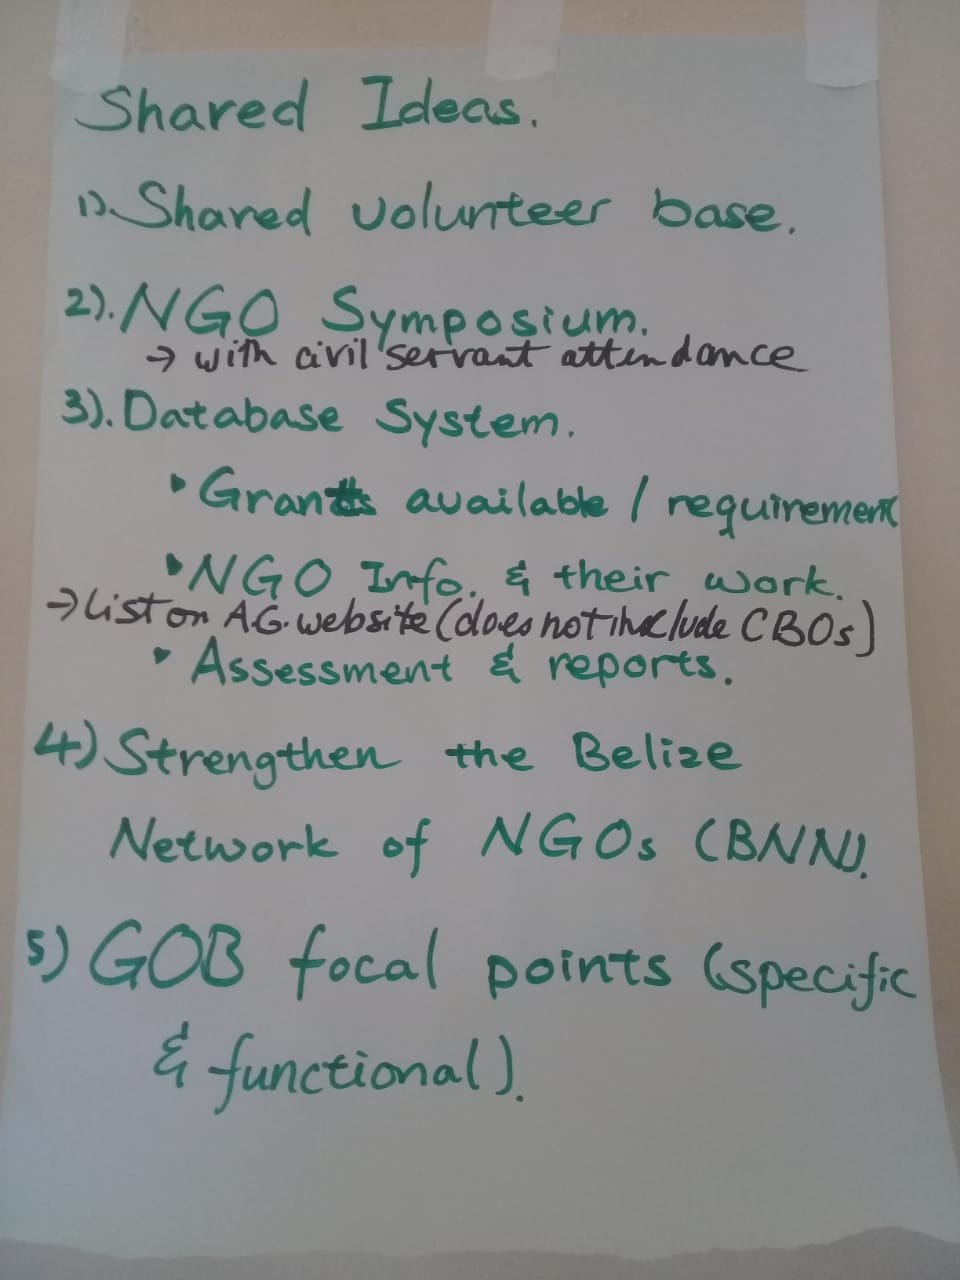 Shared Ideas.
1). Shared volunteer base.
2). NGO Symposium.
→ with civil servant attendance
3). Database System.
‣ Grants available / requirement
‣ NGO Info. & their work.
→ List on AG. website (does not include CBOs)
‣ Assessment & reports.
4) Strengthen the Belize
Network of NGOs (BNN).
5) GOB focal points (specific
& functional).